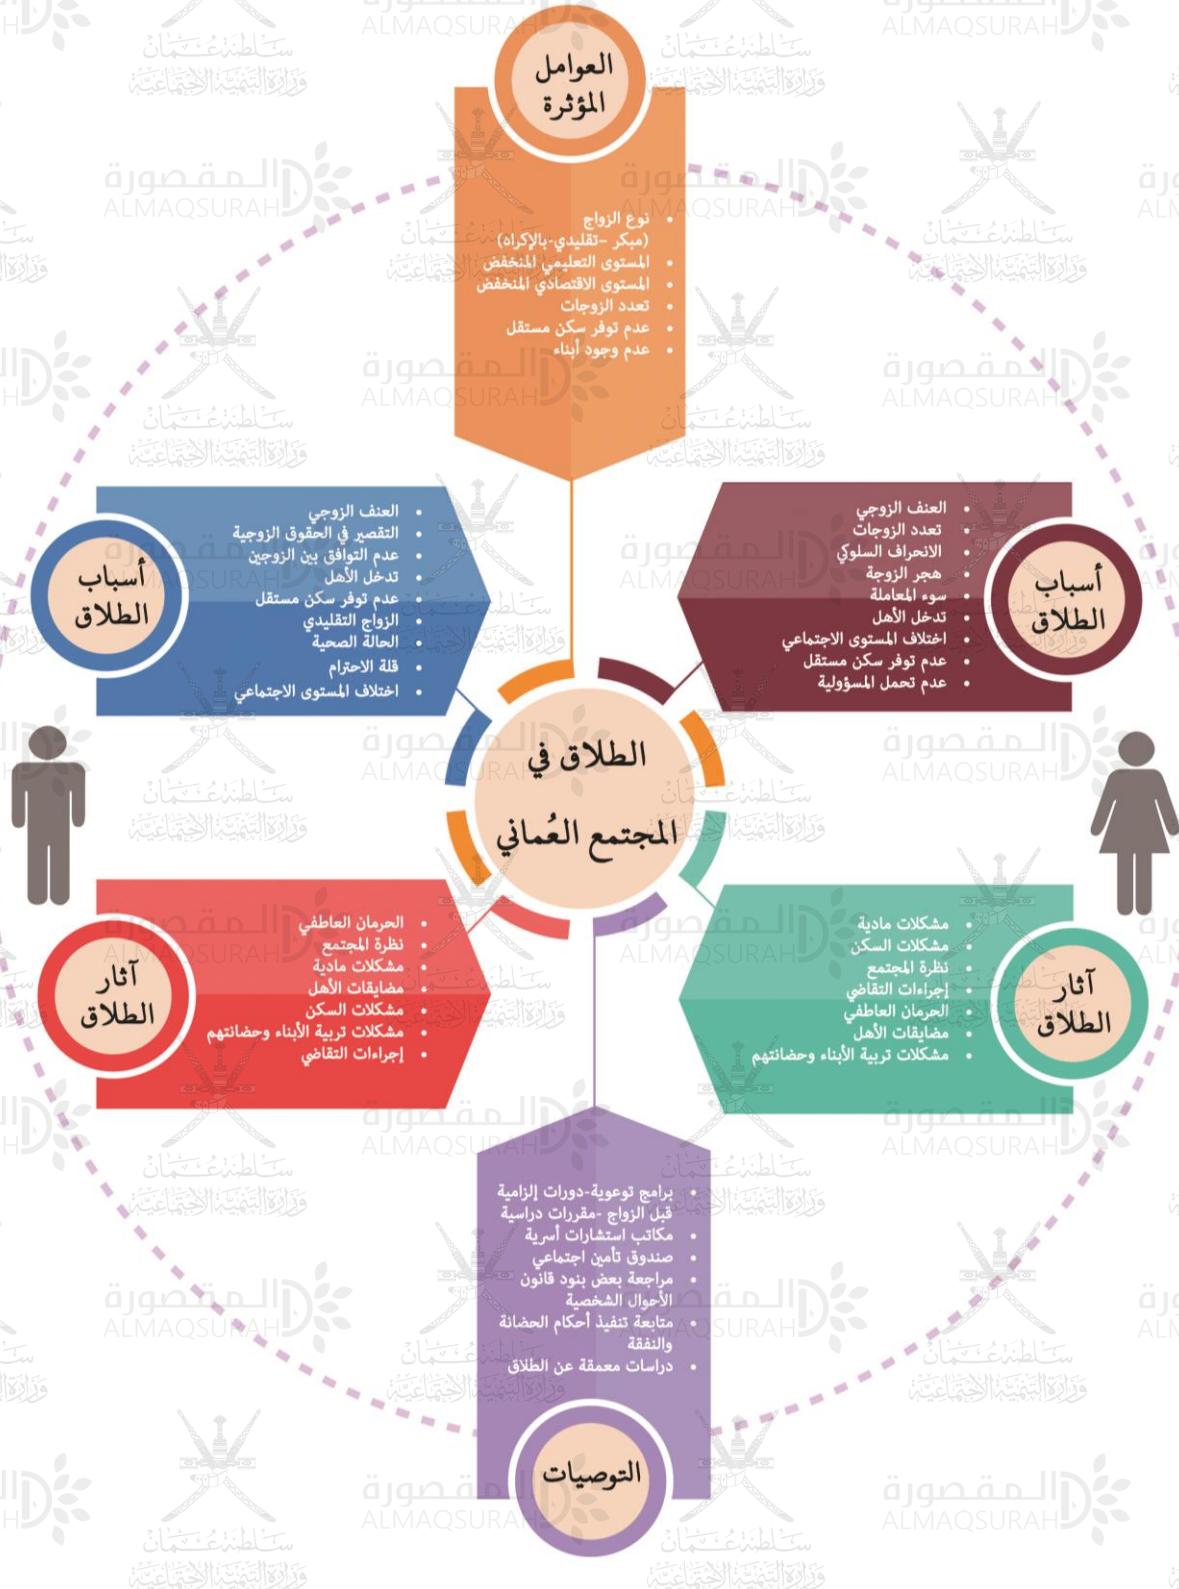 العوامل
المؤثرة
• نوع الزواج
(مبكر –تقليدي-بالإكراه)
• المستوى التعليمي المنخفض
• المستوى الاقتصادي المنخفض
• تعدد الزوجات
• عدم توفر سكن مستقل
• عدم وجود أبناء
أسباب
الطلاق
• العنف الزوجي
• تعدد الزوجات
• الانحراف السلوكي
• هجر الزوجة
• سوء المعاملة
• تدخل الأهل
• اختلاف المستوى الاجتماعي
• عدم توفر سكن مستقل
• عدم تحمل المسؤولية
أسباب
الطلاق
• العنف الزوجي
• التقصير في الحقوق الزوجية
• عدم التوافق بين الزوجين
• تدخل الأهل
• عدم توفر سكن مستقل
• الزواج التقليدي
• الحالة الصحية
• قلة الاحترام
• اختلاف المستوى الاجتماعي
الطلاق في
المجتمع العُماني
آثار
الطلاق
• مشكلات مادية
• مشكلات السكن
• نظرة المجتمع
• إجراءات التقاضي
• الحرمان العاطفي
• مضايقات الأهل
• مشكلات تربية الأبناء وحضانتهم
آثار
الطلاق
• الحرمان العاطفي
• نظرة المجتمع
• مشكلات مادية
• مضايقات الأهل
• مشكلات السكن
• مشكلات تربية الأبناء وحضانتهم
• إجراءات التقاضي
• برامج توعوية-دورات إلزامية
قبل الزواج -مقررات دراسية
• مكاتب استشارات أسرية
• صندوق تأمين اجتماعي
• مراجعة بعض بنود قانون
الأحوال الشخصية
• متابعة تنفيذ أحكام الحضانة
والنفقة
• دراسات معمقة عن الطلاق
التوصيات
المقصورة
ALMAQSURAH
سلطنة عمان
وزارة التنمية الاجتماعية